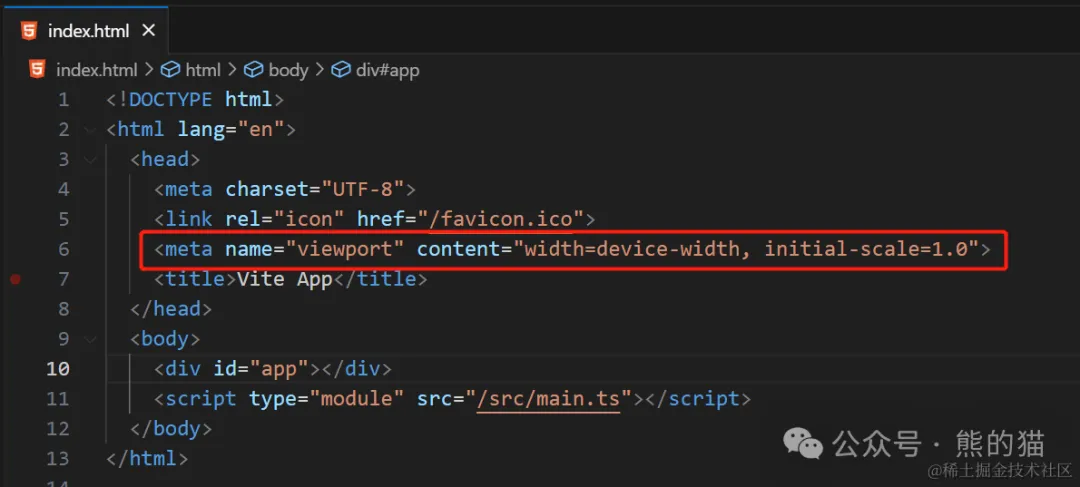 index.html ×
index.html > html > body > div#app
1 <!DOCTYPE html>
2 <html lang="en">
3 <head>
4 <meta charset="UTF-8">
5 <link rel="icon" href="/favicon.ico">
6 <meta name="viewport" content="width=device-width, initial-scale=1.0">
7 <title>Vite App</title>
8 </head>
9 <body>
10 <div id="app"></div>
11 <script type="module" src="/src/main.ts"></script>
12 </body>
13 </html>
14
公众号 · 熊的猫
@稀土掘金技术社区